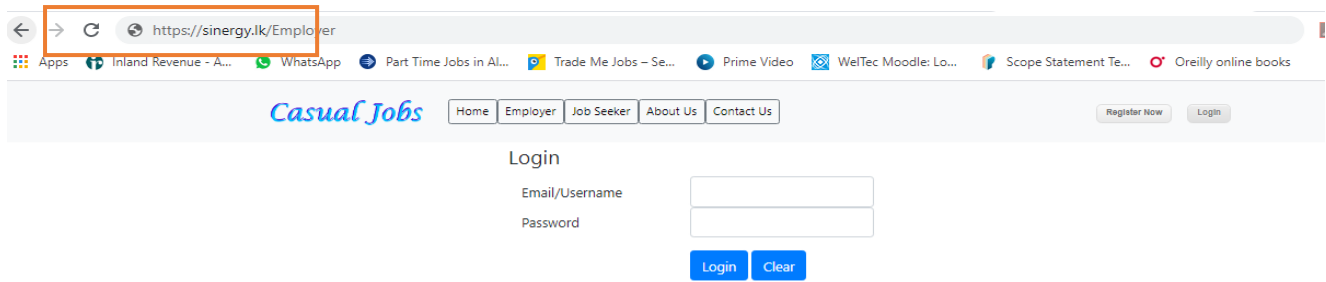 https://sinergy.lk/Employer
Apps Inland Revenue - A... WhatsApp Part Time Jobs in Al... Trade Me Jobs – Se... Prime Video WelTec Moodle: Lo... Scope Statement Te... Oreilly online books
Casual Jobs Home Employer Job Seeker About Us Contact Us Register Now Login
Login
Email/Username
Password
Login Clear